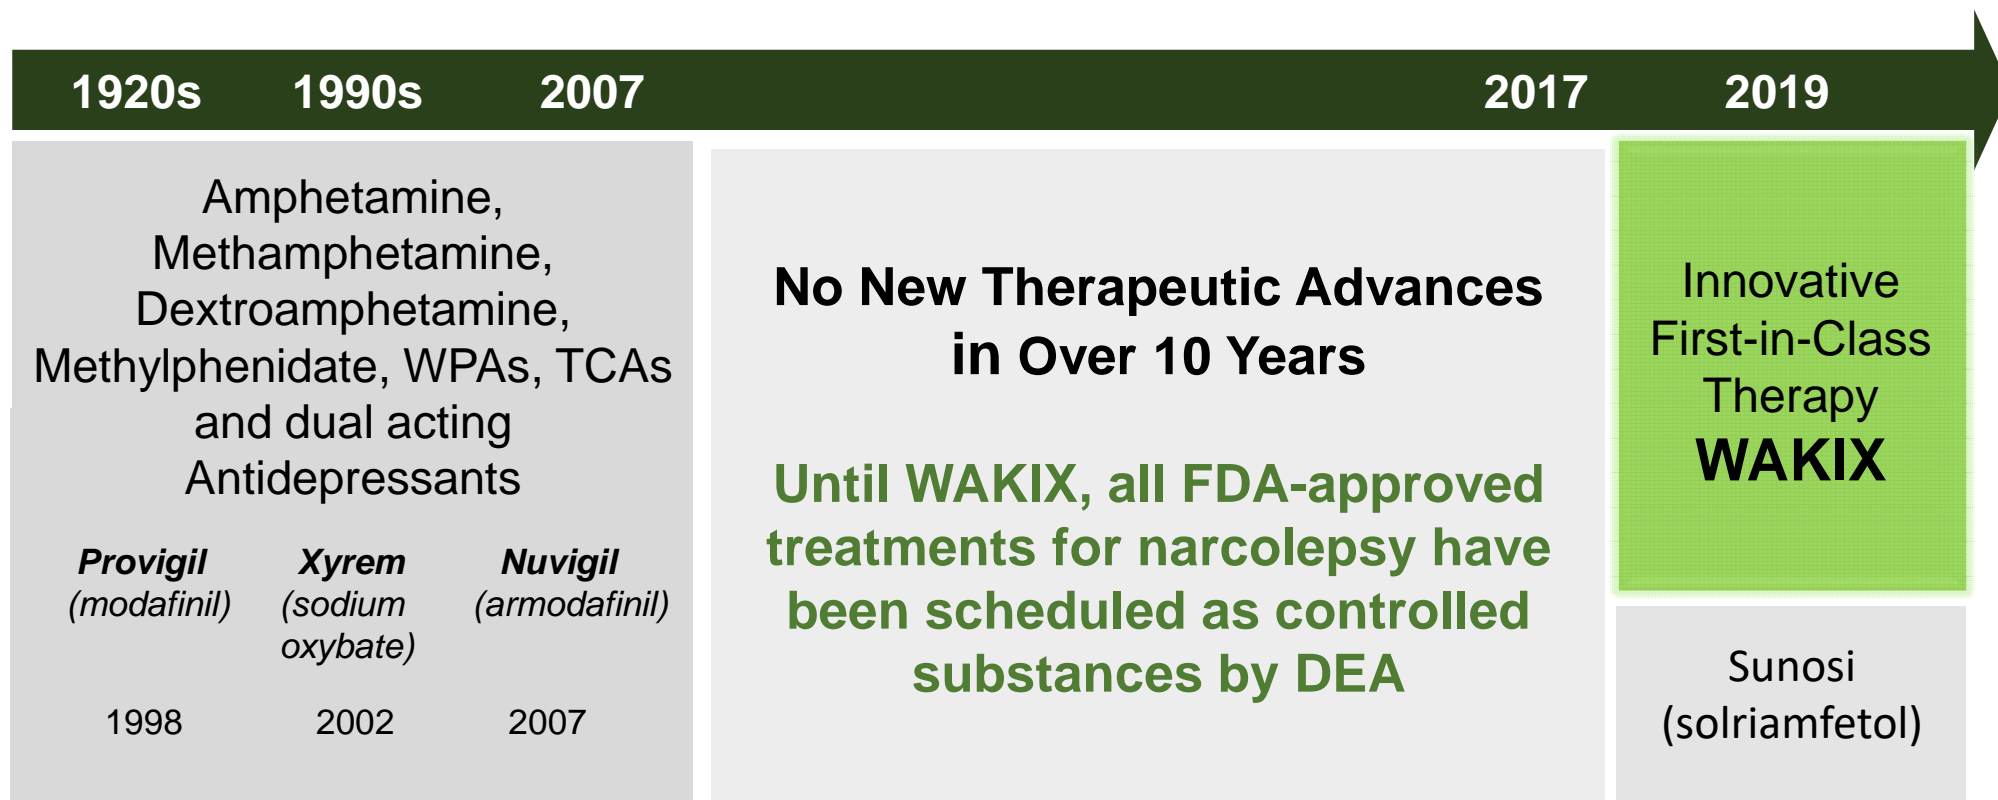 1920s 1990s 2007 2017 2019
Amphetamine,
Methamphetamine,
Dextroamphetamine,
Methylphenidate, WPAs, TCAs
and dual acting
Antidepressants
Provigil
(modafinil)
1998
Xyrem
(sodium
oxybate)
2002
Nuvigil
(armodafinil)
2007
No New Therapeutic Advances
in Over 10 Years
Until WAKIX, all FDA-approved
treatments for narcolepsy have
been scheduled as controlled
substances by DEA
Innovative
First-in-Class
Therapy
WAKIX
Sunosi
(solriamfetol)